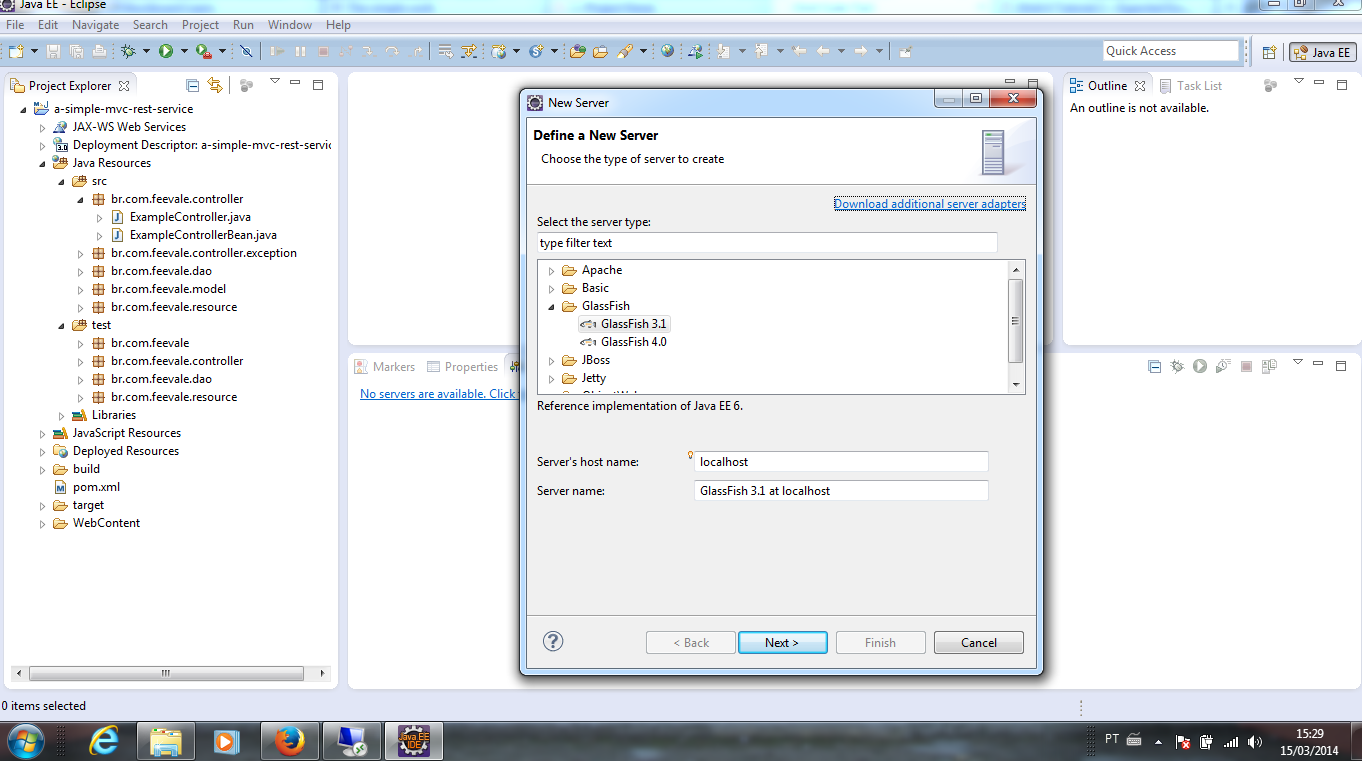 Java EE - Eclipse
File Edit Navigate Search Project Run Window Help
Quick Access
Java EE
Project Explorer
a-simple-mvc-rest-service
JAX-WS Web Services
Deployment Descriptor: a-simple-mvc-rest-servic
Java Resources
src
br.com.feevale.controller
ExampleController.java
ExampleControllerBean.java
br.com.feevale.controller.exception
br.com.feevale.dao
br.com.feevale.model
br.com.feevale.resource
test
br.com.feevale
br.com.feevale.controller
br.com.feevale.dao
br.com.feevale.resource
Libraries
JavaScript Resources
Deployed Resources
build
pom.xml
target
WebContent
Markers Properties
No servers are available. Click
New Server
Define a New Server
Choose the type of server to create
Download additional server adapters
Select the server type:
type filter text
Apache
Basic
GlassFish
GlassFish 3.1
GlassFish 4.0
JBoss
Jetty
Reference implementation of Java EE 6.
Server's host name: localhost
Server name: GlassFish 3.1 at localhost
< Back Next > Finish Cancel
Outline Task List
An outline is not available.
0 items selected
Java EE
IDE
PT
15:29
15/03/2014